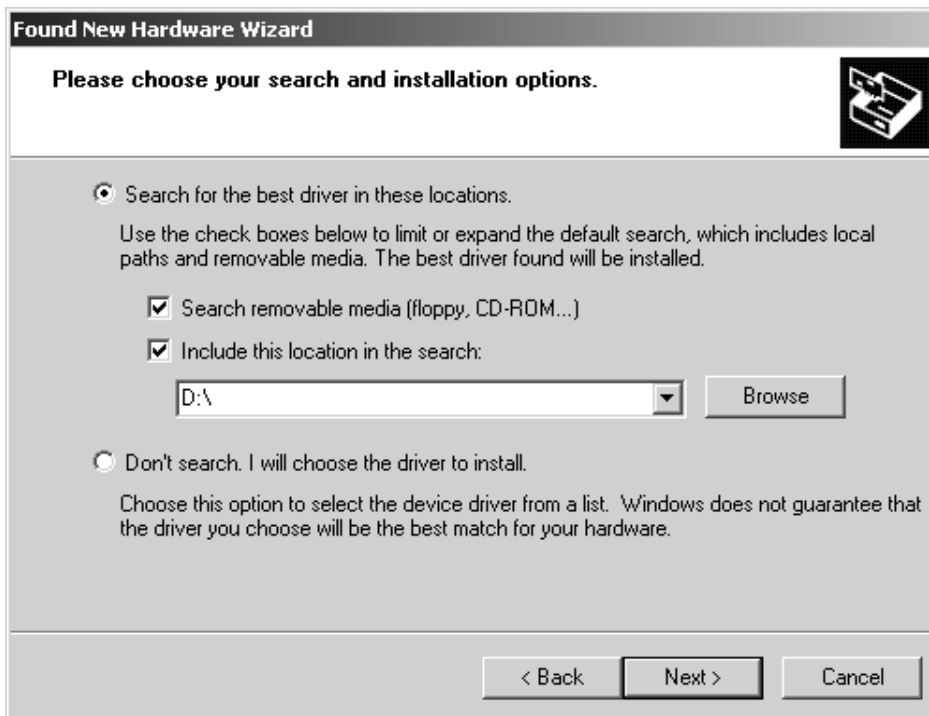 Found New Hardware Wizard
Please choose your search and installation options.
Search for the best driver in these locations.
Use the check boxes below to limit or expand the default search, which includes local
paths and removable media. The best driver found will be installed.
Search removable media (floppy, CD-ROM...)
Include this location in the search:
D:\
Browse
Don't search. I will choose the driver to install.
Choose this option to select the device driver from a list. Windows does not guarantee that
the driver you choose will be the best match for your hardware.
< Back
Next >
Cancel